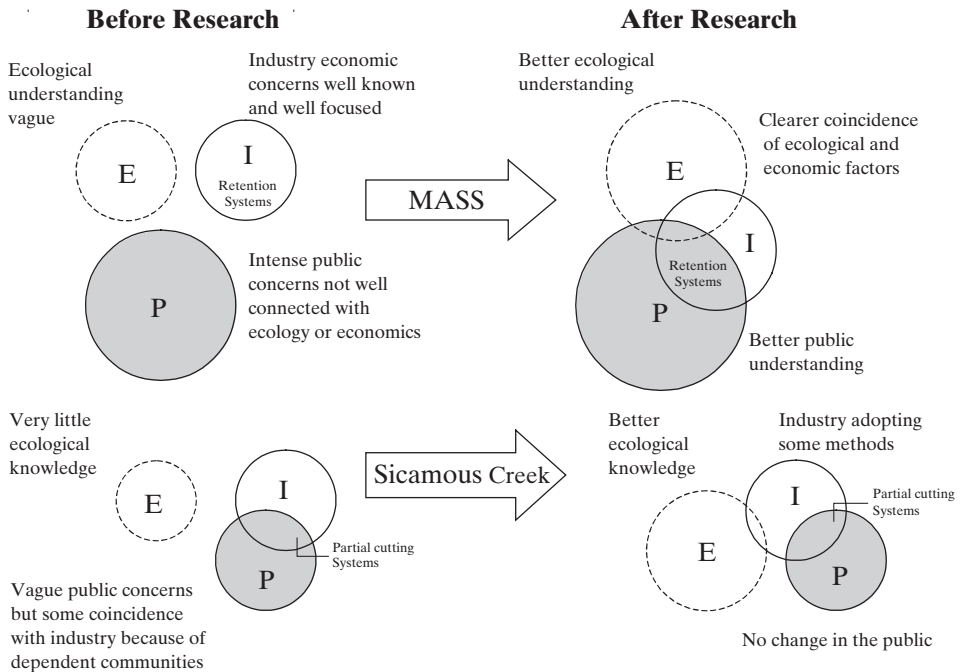 Before Research
After Research
Ecological
understanding
vague
Industry economic
concerns well known
and well focused
E
I
Retention
Systems
P
Intense public
concerns not well
connected with
ecology or economics
MASS
Better ecological
understanding
Clearer coincidence
of ecological and
economic factors
E
I
Retention
Systems
P
Better public
understanding
Very little
ecological
knowledge
E
I
P
Partial cutting
Systems
Vague public concerns
but some coincidence
with industry because of
dependent communities
Sicamous Creek
Better
ecological
knowledge
Industry adopting
some methods
E
I
Partial cutting
Systems
P
No change in the public